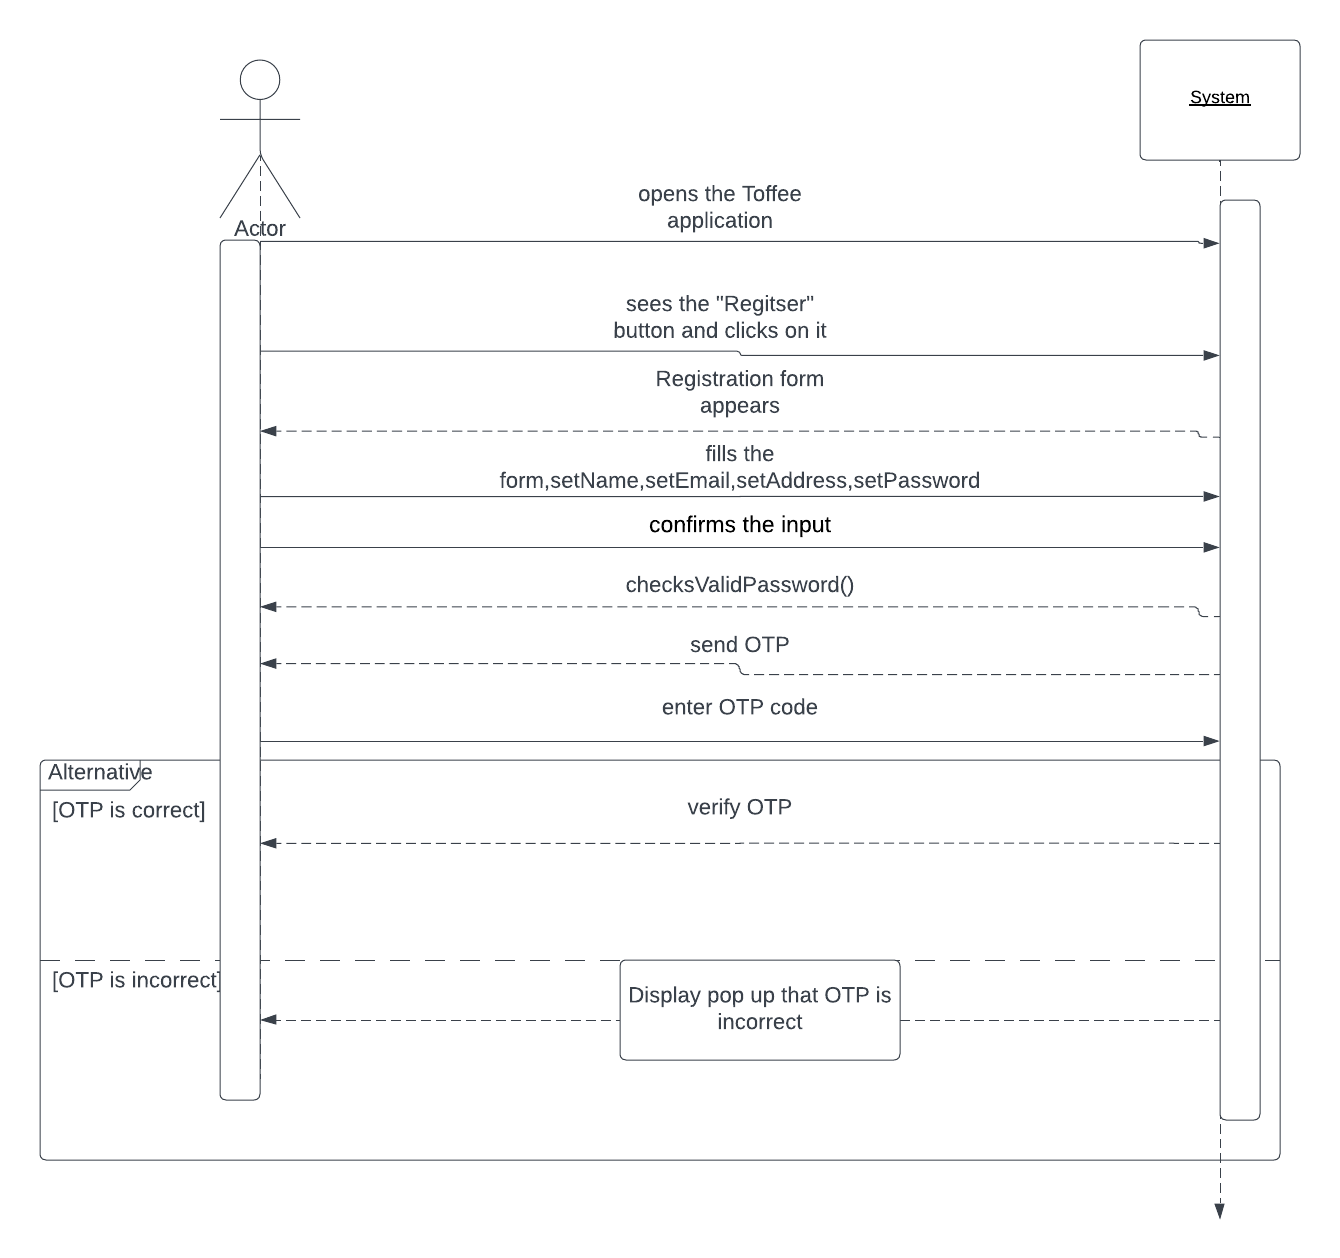 System
Actor
opens the Toffee
application
sees the "Regitser"
button and clicks on it
Registration form
appears
fills the
form,setName,setEmail,setAddress,setPassword
confirms the input
checksValidPassword()
send OTP
enter OTP code
Alternative
[OTP is correct]
verify OTP
[OTP is incorrect]
Display pop up that OTP is
incorrect